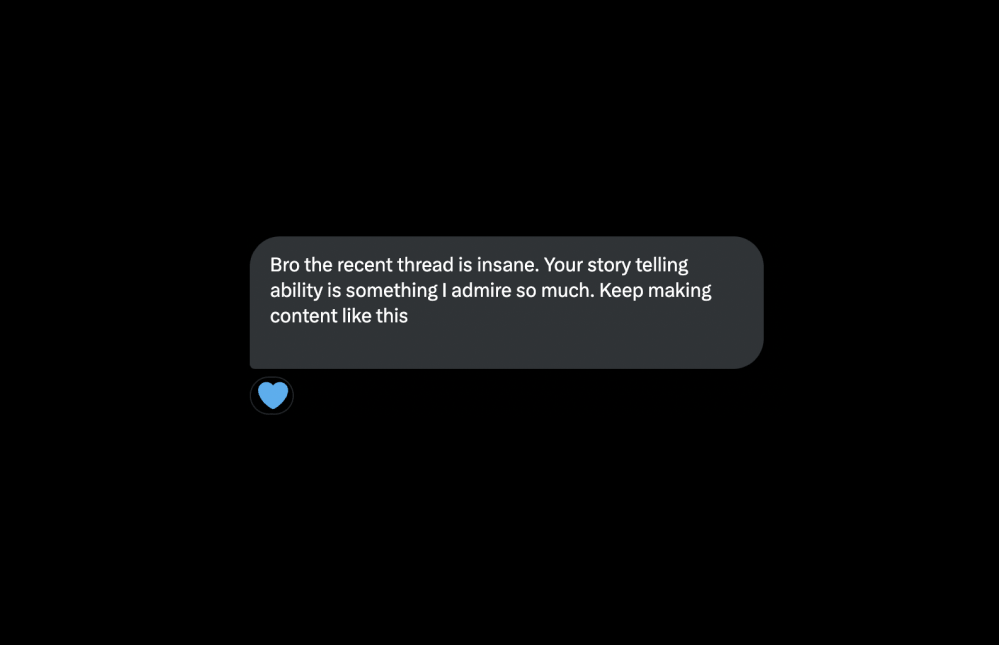 Bro the recent thread is insane. Your story telling
ability is something I admire so much. Keep making
content like this